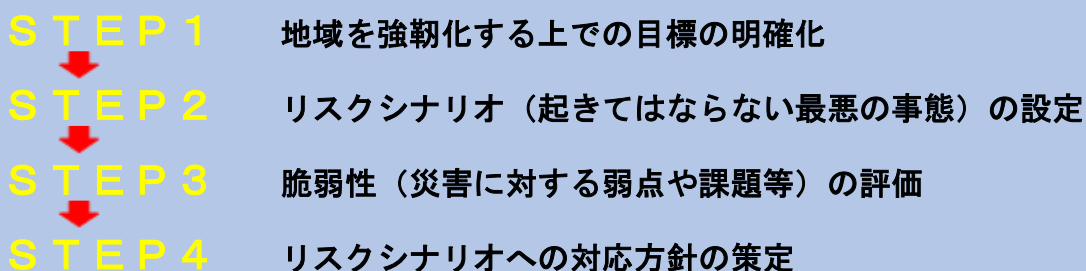 ＳＴＥＰ１　地域を強靭化する上での目標の明確化
ＳＴＥＰ２　リスクシナリオ（起きてはならない最悪の事態）の設定
ＳＴＥＰ３　脆弱性（災害に対する弱点や課題等）の評価
ＳＴＥＰ４　リスクシナリオへの対応方針の策定